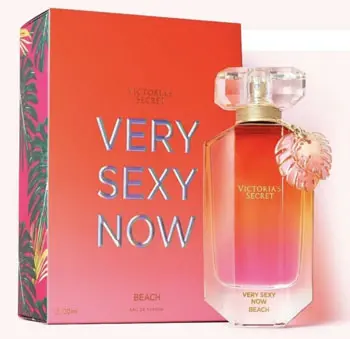 VICTORIA'S
SECRET
VERY
SEXY
NOW
BEACH
EAU DE PARFUM
VICTORIA'S
SECRET
VERY SEXY
NOW
BEACH